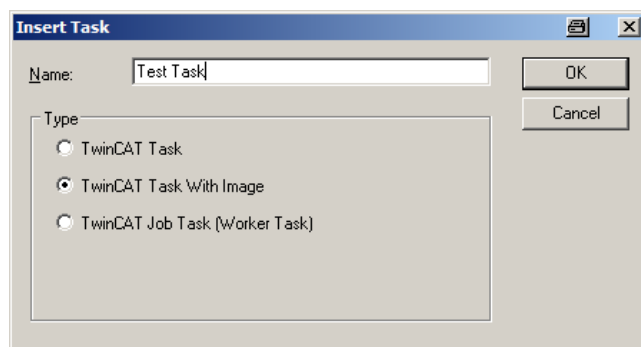 Insert Task
Name: Test Task OK
Cancel
Type
TwinCAT Task
TwinCAT Task With Image
TwinCAT Job Task (Worker Task)